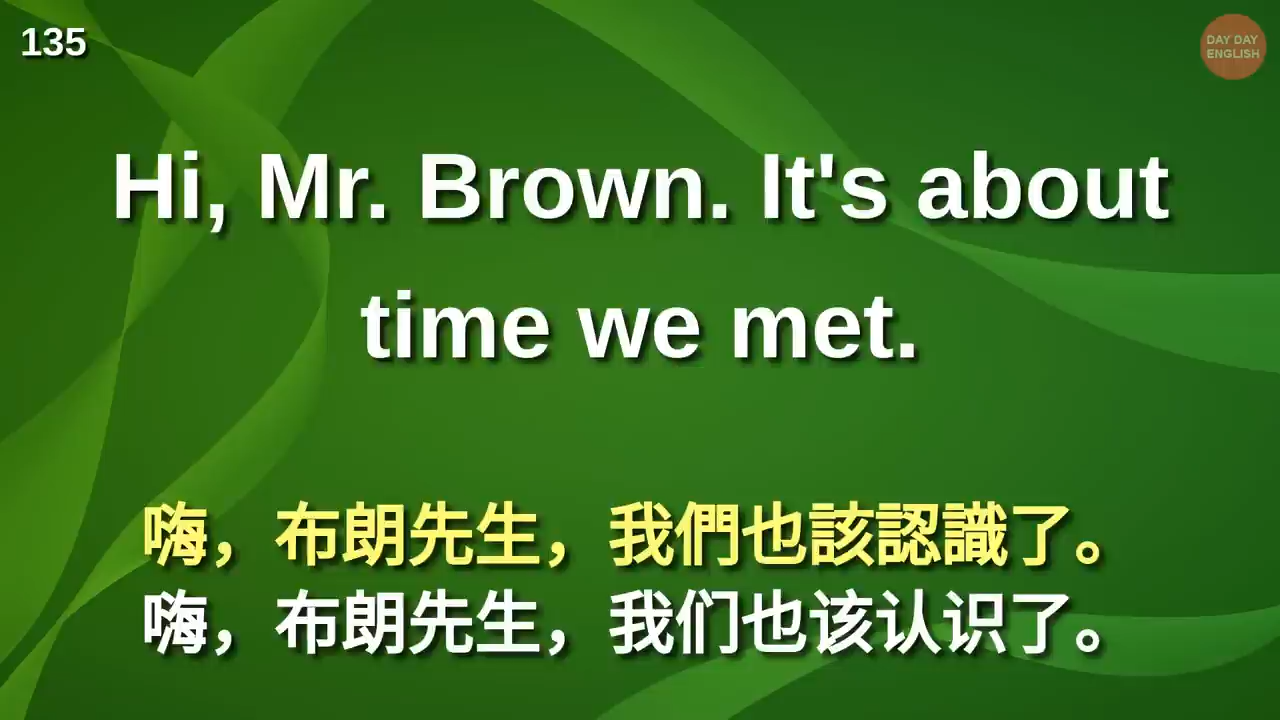 135
DAY DAY
ENGLISH
Hi, Mr. Brown. It's about
time we met.
嗨，布朗先生，我們也該認識了。
嗨，布朗先生，我们也该认识了。